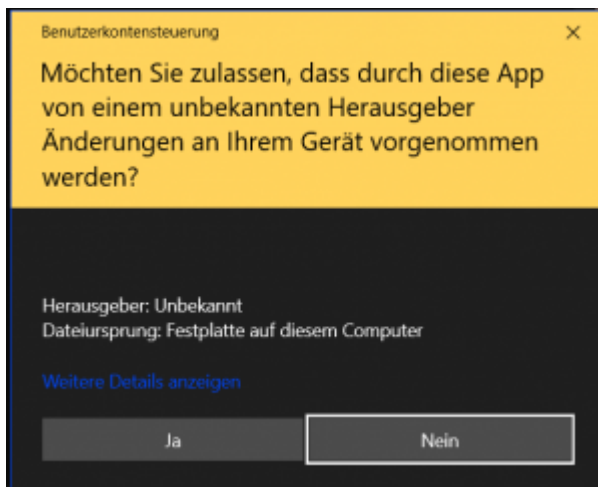 Benutzerkontensteuerung
Möchten Sie zulassen, dass durch diese App
von einem unbekannten Herausgeber
Änderungen an Ihrem Gerät vorgenommen
werden?
Herausgeber: Unbekannt
Dateiursprung: Festplatte auf diesem Computer
Weitere Details anzeigen
Ja
Nein